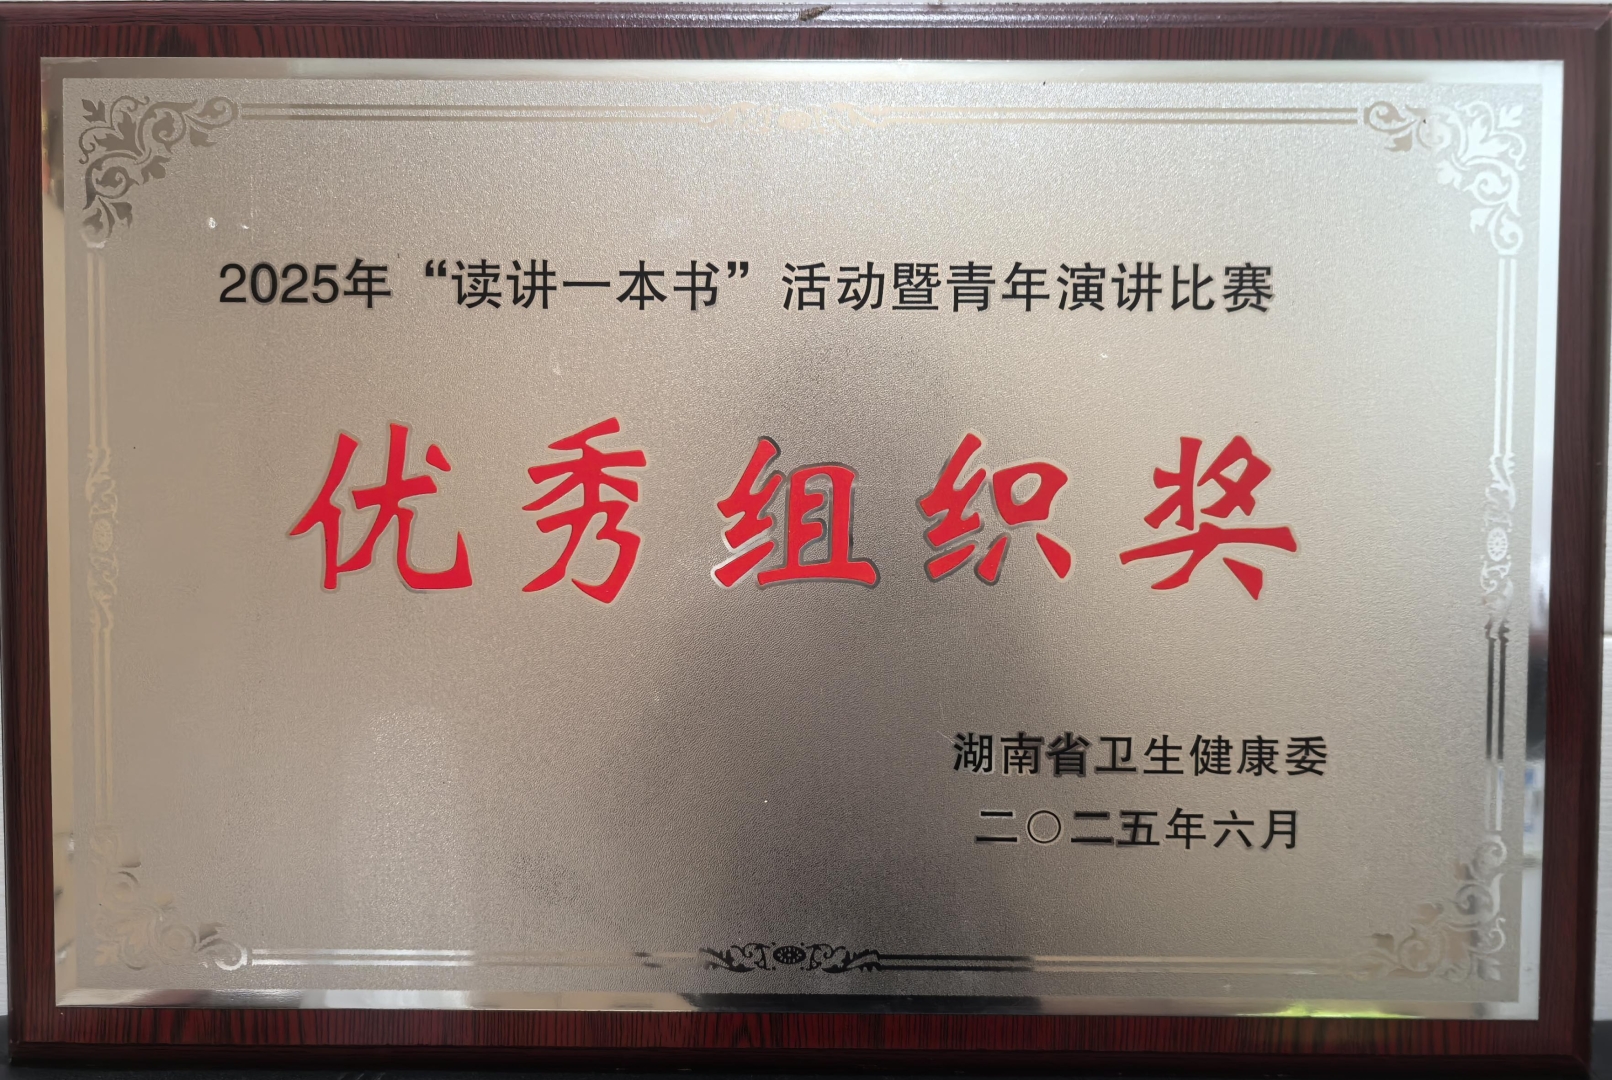 2025年“读讲一本书”活动暨青年演讲比赛
优秀组织奖
湖南省卫生健康委
二〇二五年六月